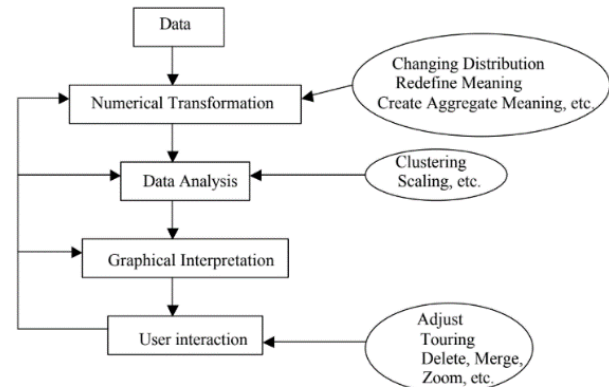 Data
Changing Distribution
Redefine Meaning
Create Aggregate Meaning, etc.
Numerical Transformation
Clustering
Scaling, etc.
Data Analysis
Graphical Interpretation
User interaction
Adjust
Touring
Delete, Merge,
Zoom, etc.